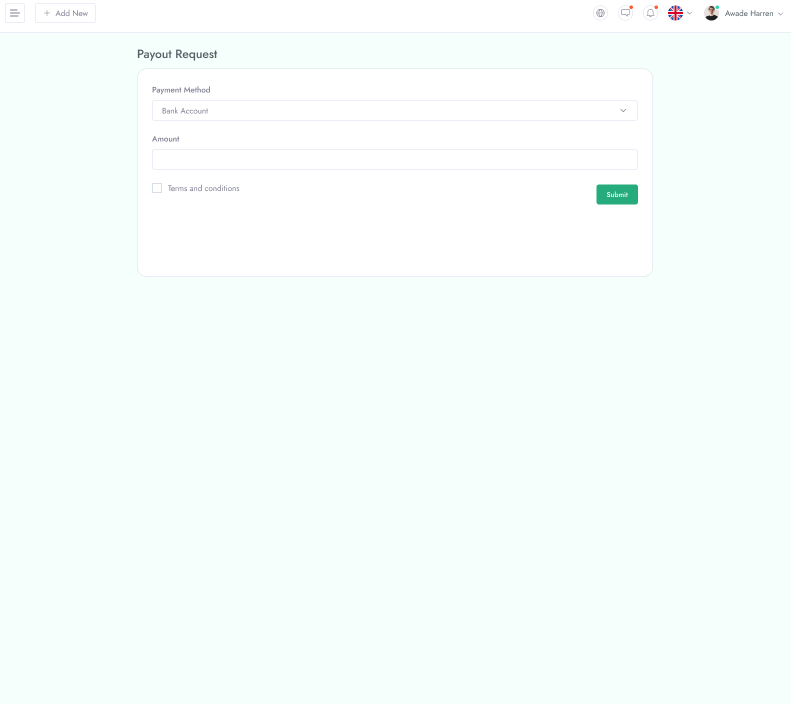 Add New
Awade Harren
Payout Request
Payment Method
Bank Account
Amount
Terms and conditions
Submit